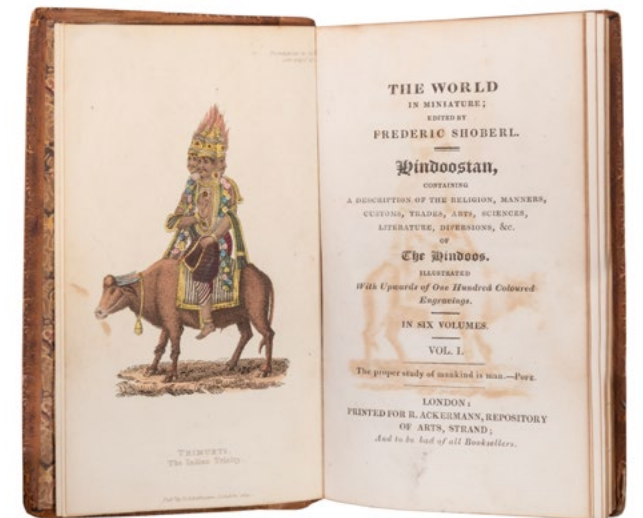 TRIMURTI.
The Indian Trinity.
THE WORLD
IN MINIATURE;
EDITED BY
FREDERIC SHOBERL.
Hindoostan,
CONTAINING
A DESCRIPTION OF THE RELIGION, MANNERS,
CUSTOMS, TRADES, ARTS, SCIENCES,
LITERATURE, DIVERSIONS, &c.
OF
The Hindoos.
ILLUSTRATED
With Upwards of One Hundred Coloured
Engravings.
IN SIX VOLUMES.
VOL. I.
The proper study of mankind is man.—POPE.
LONDON:
PRINTED FOR R. ACKERMANN, REPOSITORY
OF ARTS, STRAND;
And to be had of all Booksellers.